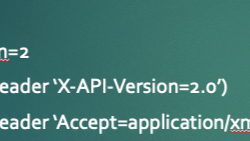 n=2
eader ‘X-API-Version=2.0’)
eader ‘Accept=application/xm